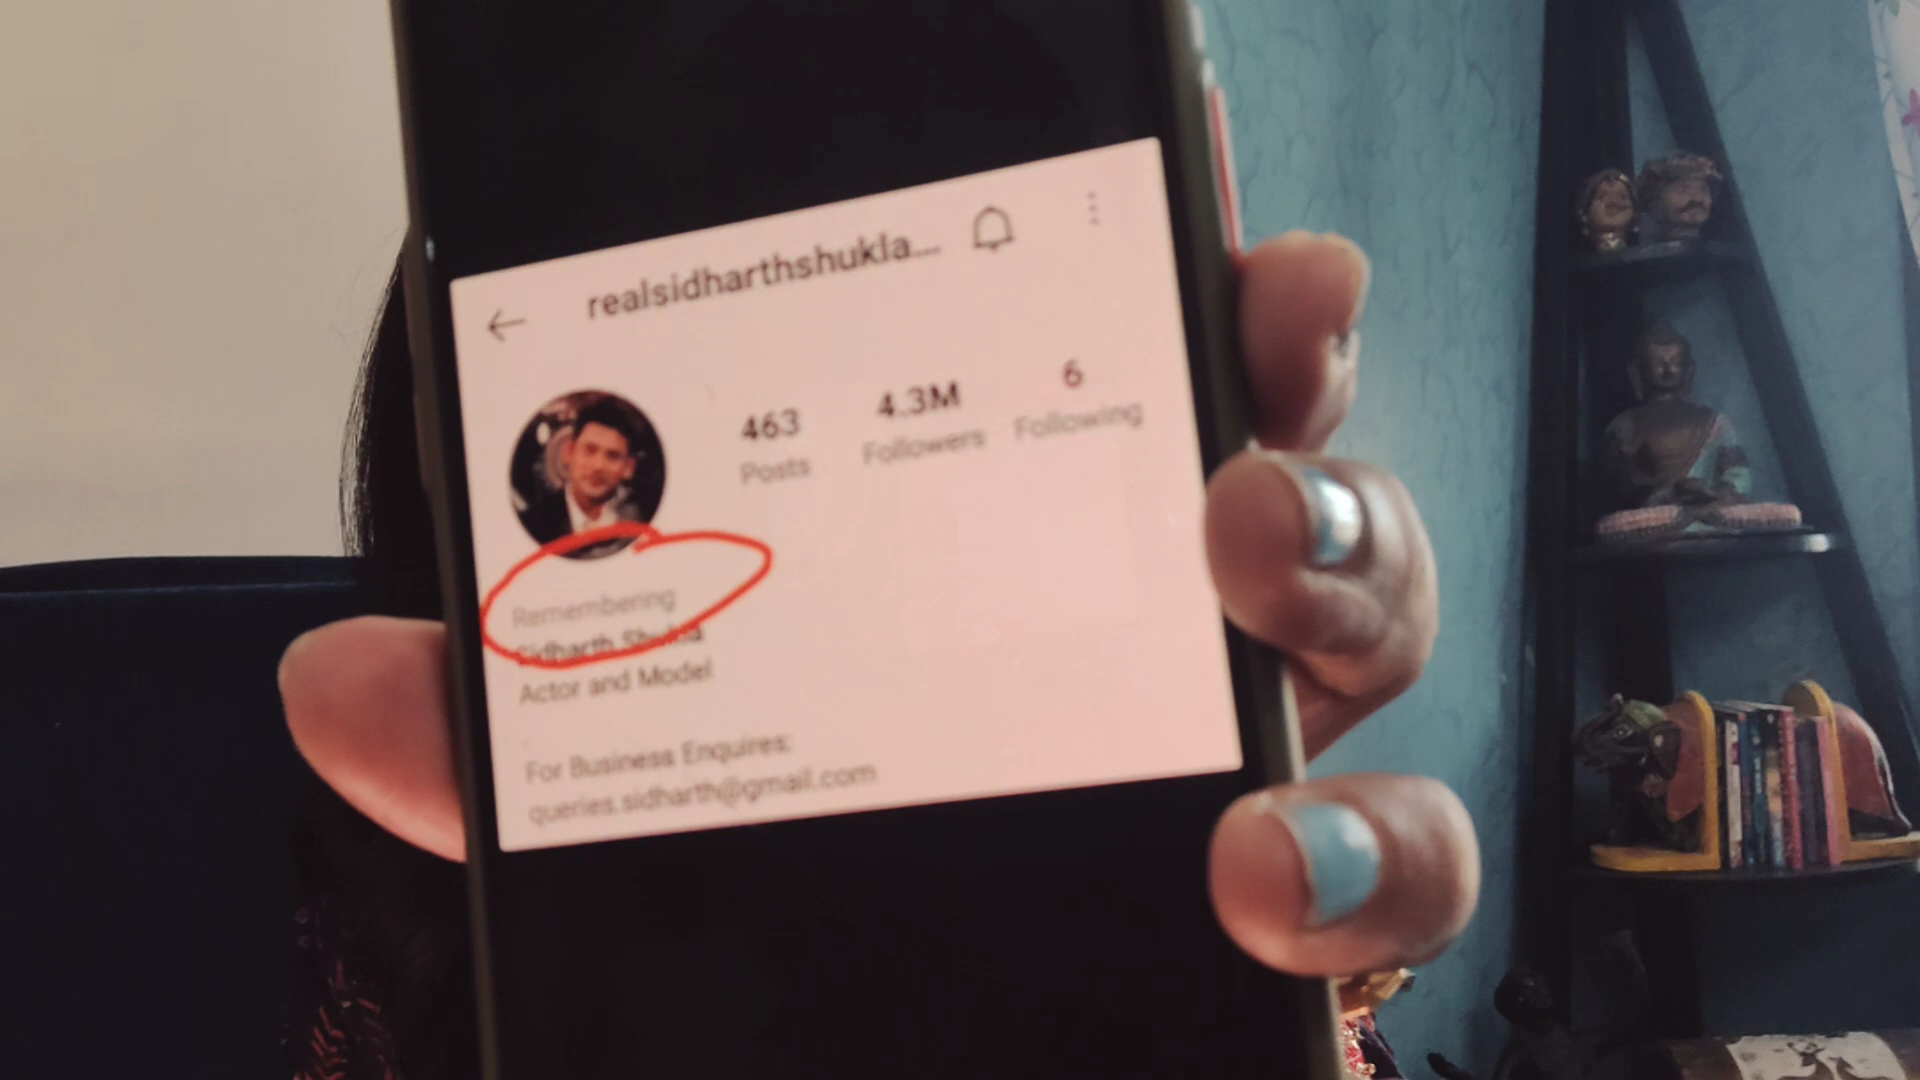 realsidharthshukla...
463
Posts
4.3M
Followers
6
Following
Remembering
Sidharth Shukla
Actor and Model
For Business Enquires:
queries.sidharth@gmail.com